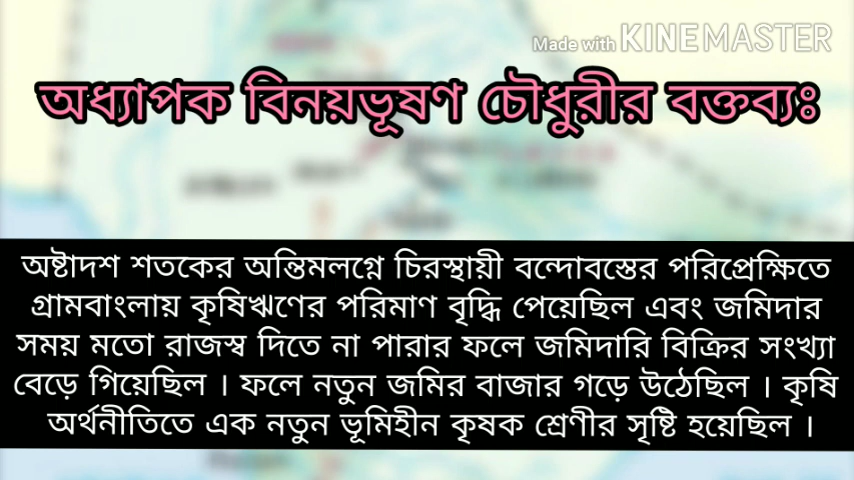 Made with KINEMASTER
অধ্যাপক বিনয়ভূষণ চৌধুরীর বক্তব্যঃ
অষ্টাদশ শতকের অন্তিমলগ্নে চিরস্থায়ী বন্দোবস্তের পরিপ্রেক্ষিতে
গ্রামবাংলায় কৃষিঋণের পরিমাণ বৃদ্ধি পেয়েছিল এবং জমিদার
সময় মতো রাজস্ব দিতে না পারার ফলে জমিদারি বিক্রির সংখ্যা
বেড়ে গিয়েছিল । ফলে নতুন জমির বাজার গড়ে উঠেছিল । কৃষি
অর্থনীতিতে এক নতুন ভূমিহীন কৃষক শ্রেণীর সৃষ্টি হয়েছিল ।